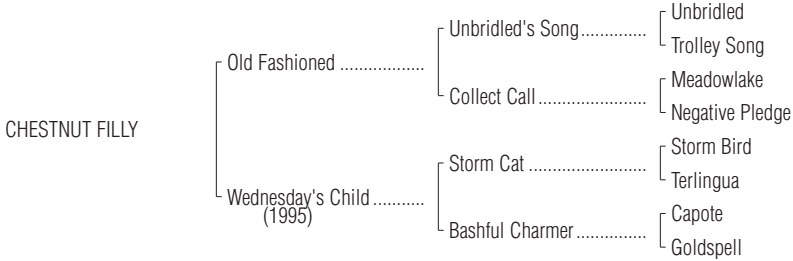 Unbridled
Unbridled's Song..............
Trolley Song
Old Fashioned ..................
Meadowlake
Collect Call.......................
Negative Pledge
CHESTNUT FILLY
Storm Bird
Storm Cat .........................
Terlingua
Wednesday's Child...........
(1995)
Capote
Bashful Charmer...............
Goldspell